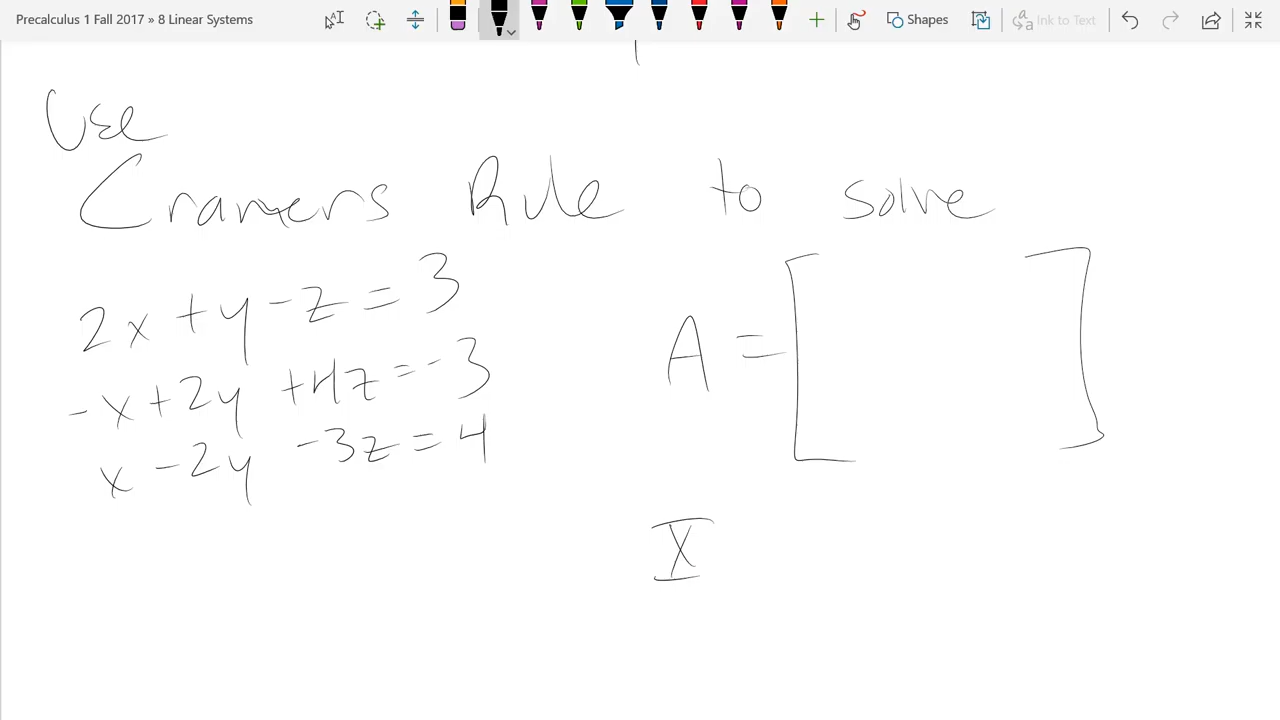 Precalculus 1 Fall 2017 » 8 Linear Systems
Shapes
Ink to Text
Use
Cramers Rule to solve
2x + y - z = 3
-x + 2y + 4z = -3
x - 2y - 3z = 4
A = [ ]
X